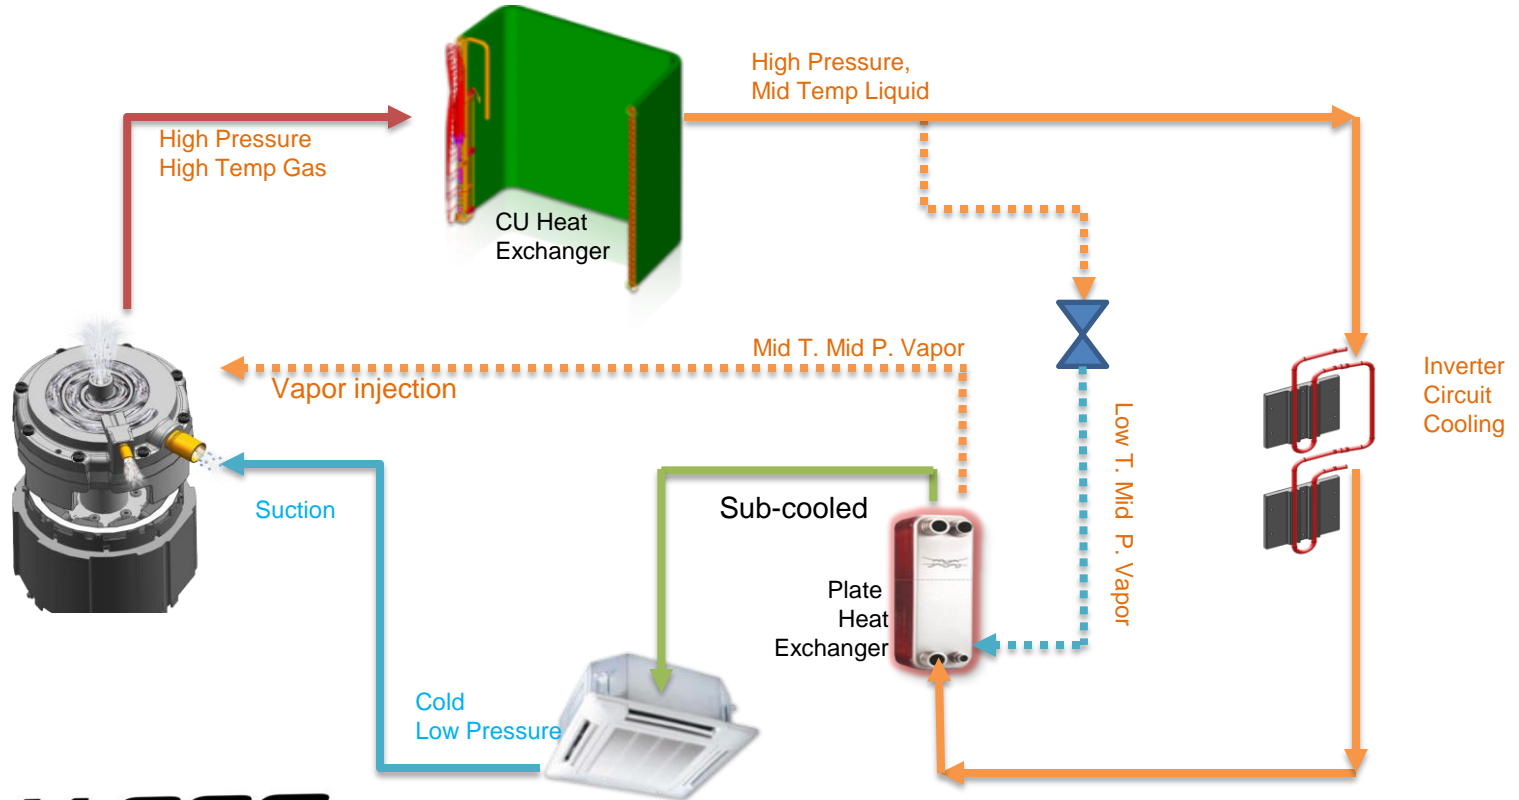 High Pressure,
Mid Temp Liquid
High Pressure
High Temp Gas
CU Heat
Exchanger
Mid T. Mid P. Vapor
Vapor injection
Inverter
Circuit
Cooling
Low T. Mid P. Vapor
Sub-cooled
Suction
Plate
Heat
Exchanger
Cold
Low Pressure